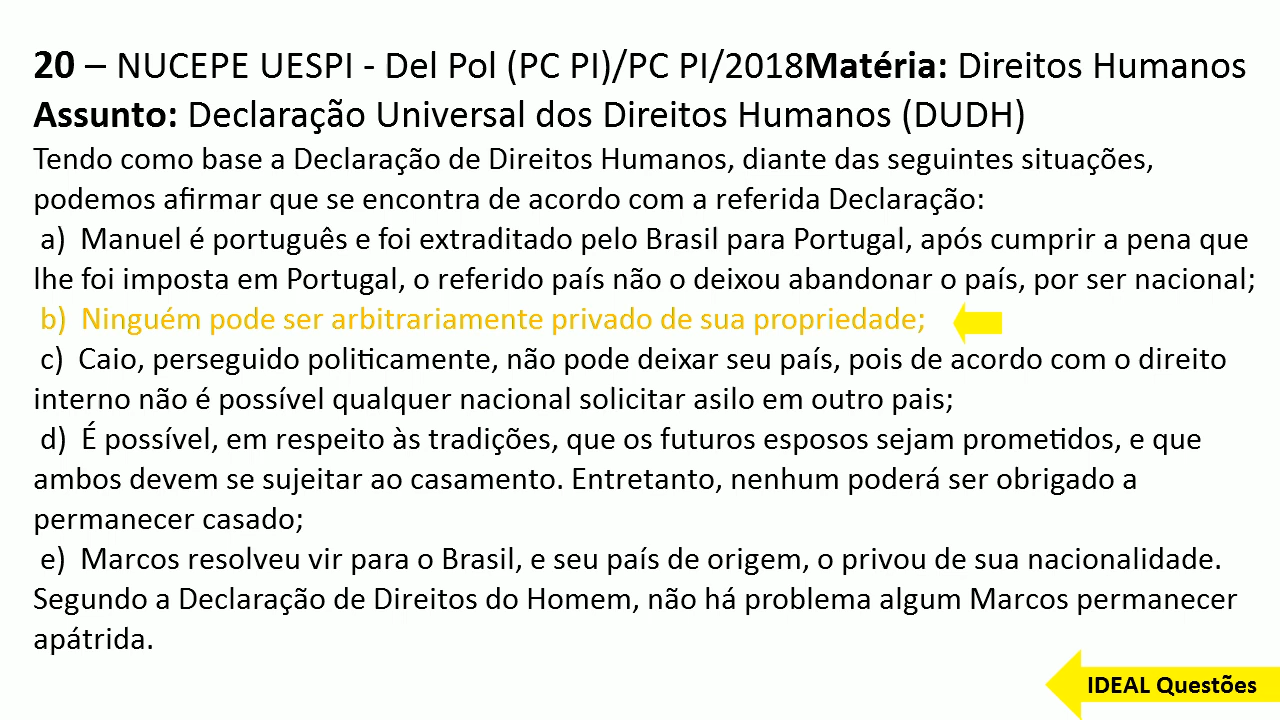 20 – NUCEPE UESPI - Del Pol (PC PI)/PC PI/2018Matéria: Direitos Humanos
Assunto: Declaração Universal dos Direitos Humanos (DUDH)
Tendo como base a Declaração de Direitos Humanos, diante das seguintes situações,
podemos afirmar que se encontra de acordo com a referida Declaração:
a) Manuel é português e foi extraditado pelo Brasil para Portugal, após cumprir a pena que
lhe foi imposta em Portugal, o referido país não o deixou abandonar o país, por ser nacional;
b) Ninguém pode ser arbitrariamente privado de sua propriedade;
c) Caio, perseguido politicamente, não pode deixar seu país, pois de acordo com o direito
interno não é possível qualquer nacional solicitar asilo em outro pais;
d) É possível, em respeito às tradições, que os futuros esposos sejam prometidos, e que
ambos devem se sujeitar ao casamento. Entretanto, nenhum poderá ser obrigado a
permanecer casado;
e) Marcos resolveu vir para o Brasil, e seu país de origem, o privou de sua nacionalidade.
Segundo a Declaração de Direitos do Homem, não há problema algum Marcos permanecer
apátrida.
IDEAL Questões